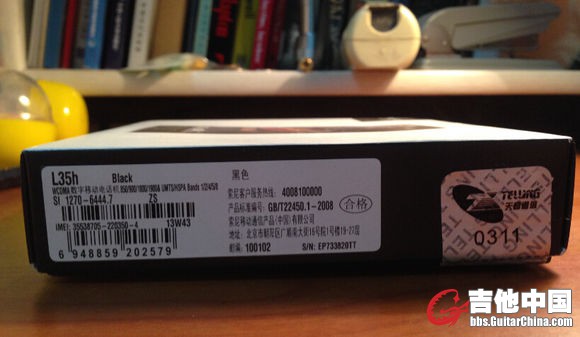 L35h Black
WCDMA 数字移动电话机 850/900/1800/1900& UMTS/HSPA Bands 1/2/4/5/8
SI 1270-6444.7 ZS
IMEI: 35538705-220350-4 13W43
6 948859 202579
黑色
索尼客户服务热线: 4008100000
产品标准编号: GB/T22450.1-2008
索尼移动通信产品(中国)有限公司
地址:北京市朝阳区广顺南大街16号院1号楼19-27层
邮编: 100102 S/N: EP733820TT
合格
TELLING
天音通信
0311
吉他中国
bbs.GuitarChina.com